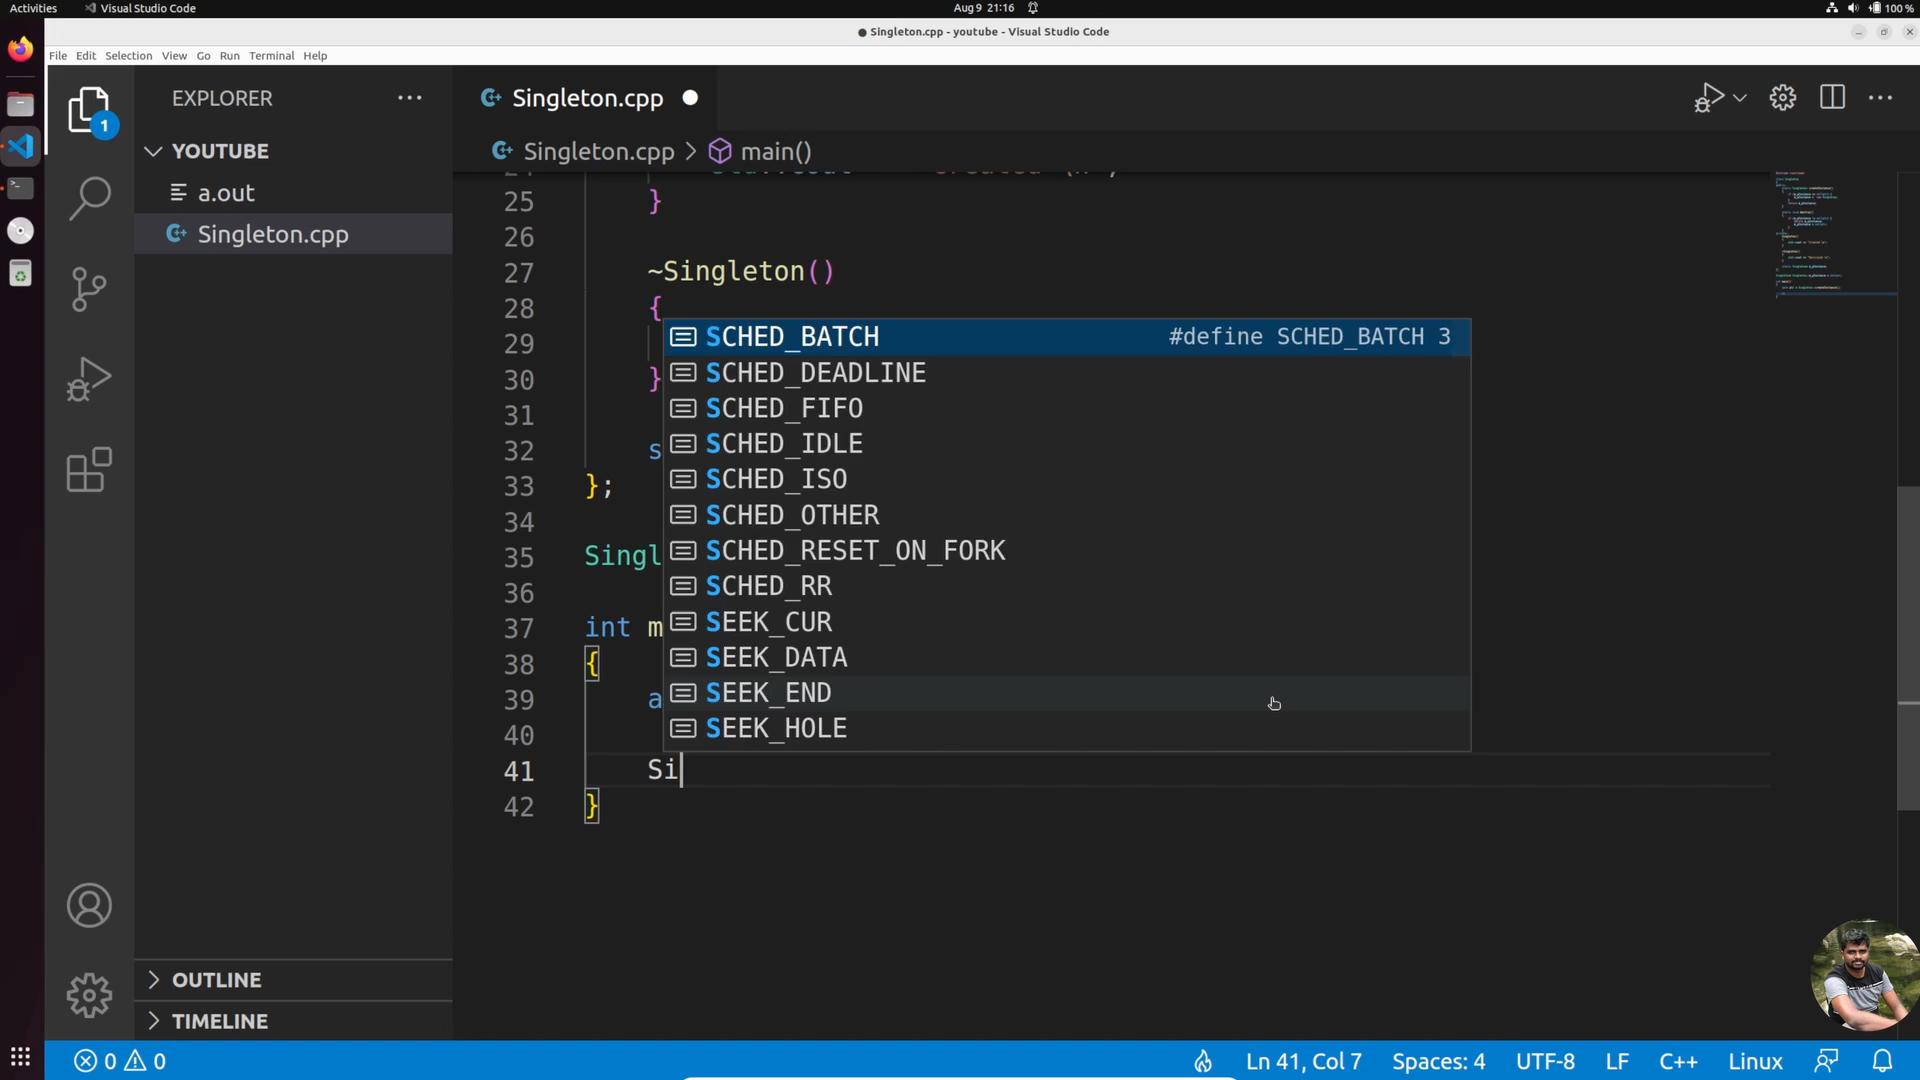 Activities
Visual Studio Code
Aug 9 21:16
100 %
● Singleton.cpp - youtube - Visual Studio Code
File Edit Selection View Go Run Terminal Help
EXPLORER
1
YOUTUBE
a.out
Singleton.cpp
OUTLINE
TIMELINE
Singleton.cpp
Singleton.cpp > main()
25 }
26
27 ~Singleton()
28 {
29
30 }
31
32 s
33 };
34
35 Singl
36
37 int m
38 {
39 a
40
41 Si
42 }
SCHED_BATCH #define SCHED_BATCH 3
SCHED_DEADLINE
SCHED_FIFO
SCHED_IDLE
SCHED_ISO
SCHED_OTHER
SCHED_RESET_ON_FORK
SCHED_RR
SEEK_CUR
SEEK_DATA
SEEK_END
SEEK_HOLE
0 0
Ln 41, Col 7
Spaces: 4
UTF-8
LF
C++
Linux